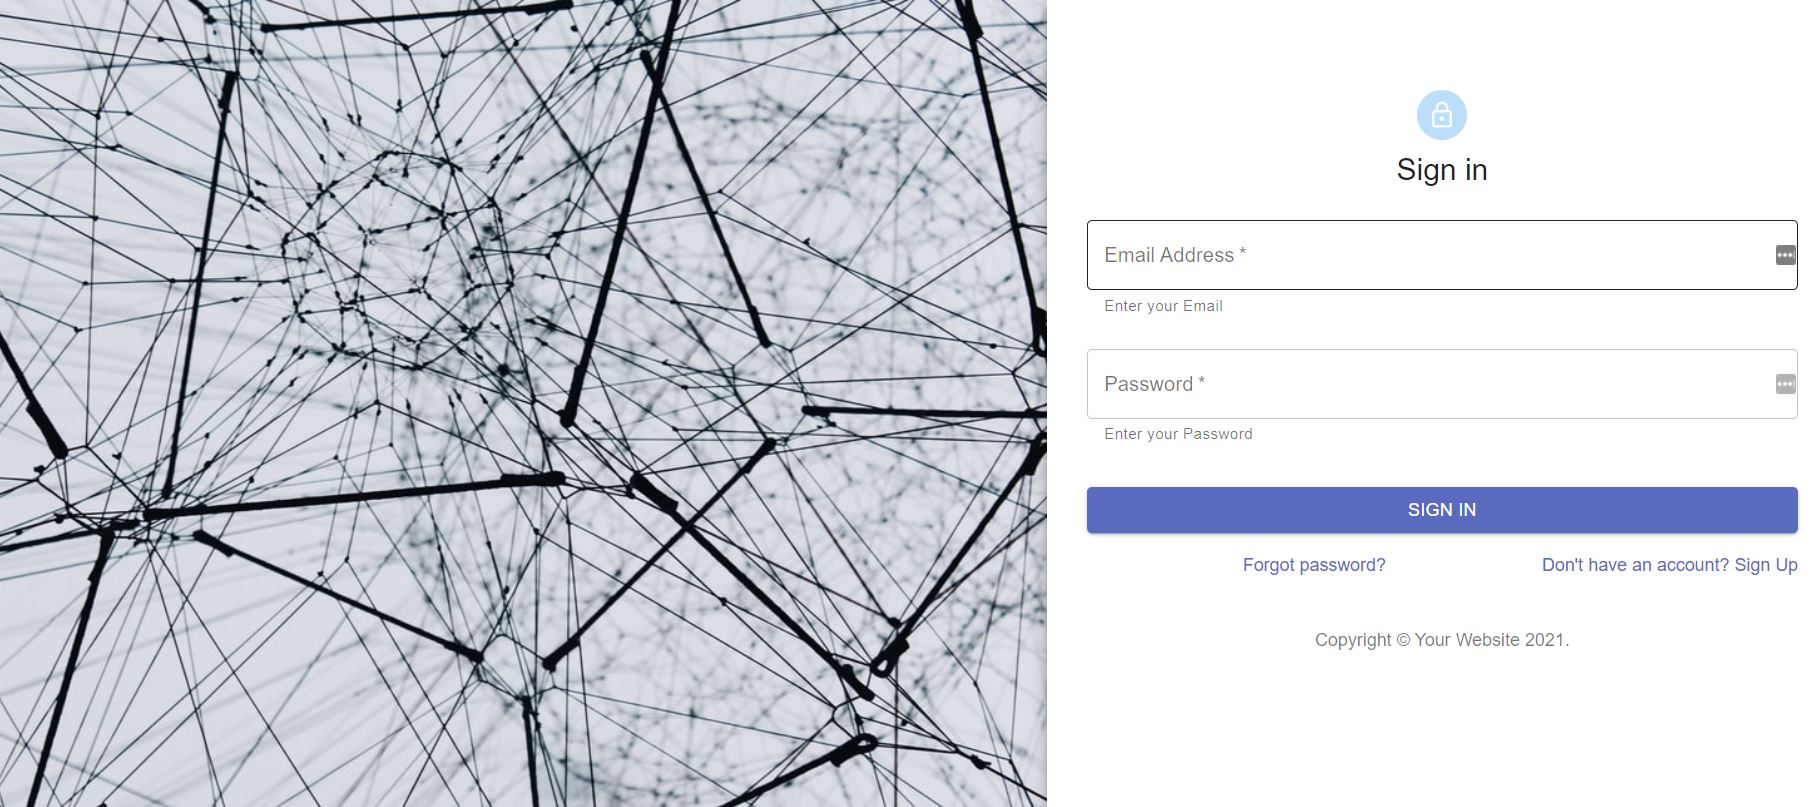 Sign in
Email Address *
Enter your Email
Password *
Enter your Password
SIGN IN
Forgot password?
Don't have an account? Sign Up
Copyright © Your Website 2021.